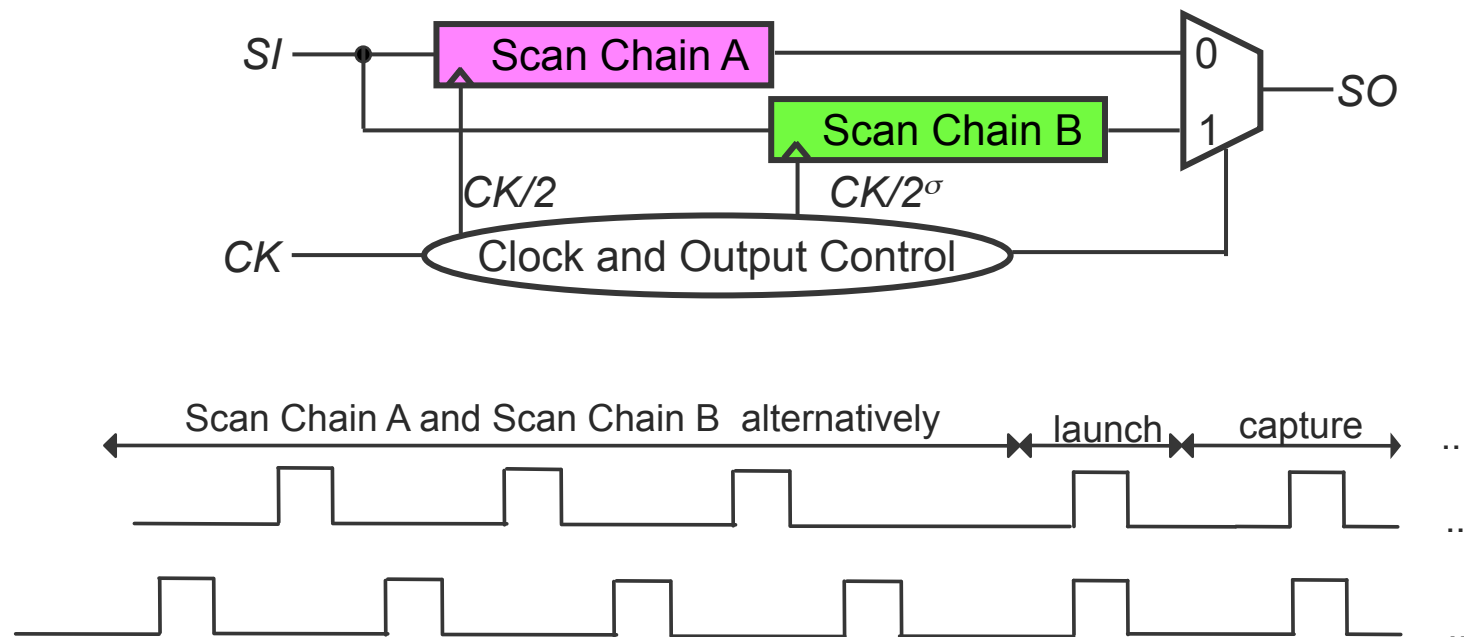 SI
Scan Chain A
0
SO
Scan Chain B
1
CK/2
CK/2σ
CK
Clock and Output Control
Scan Chain A and Scan Chain B alternatively
launch
capture
..
..
..